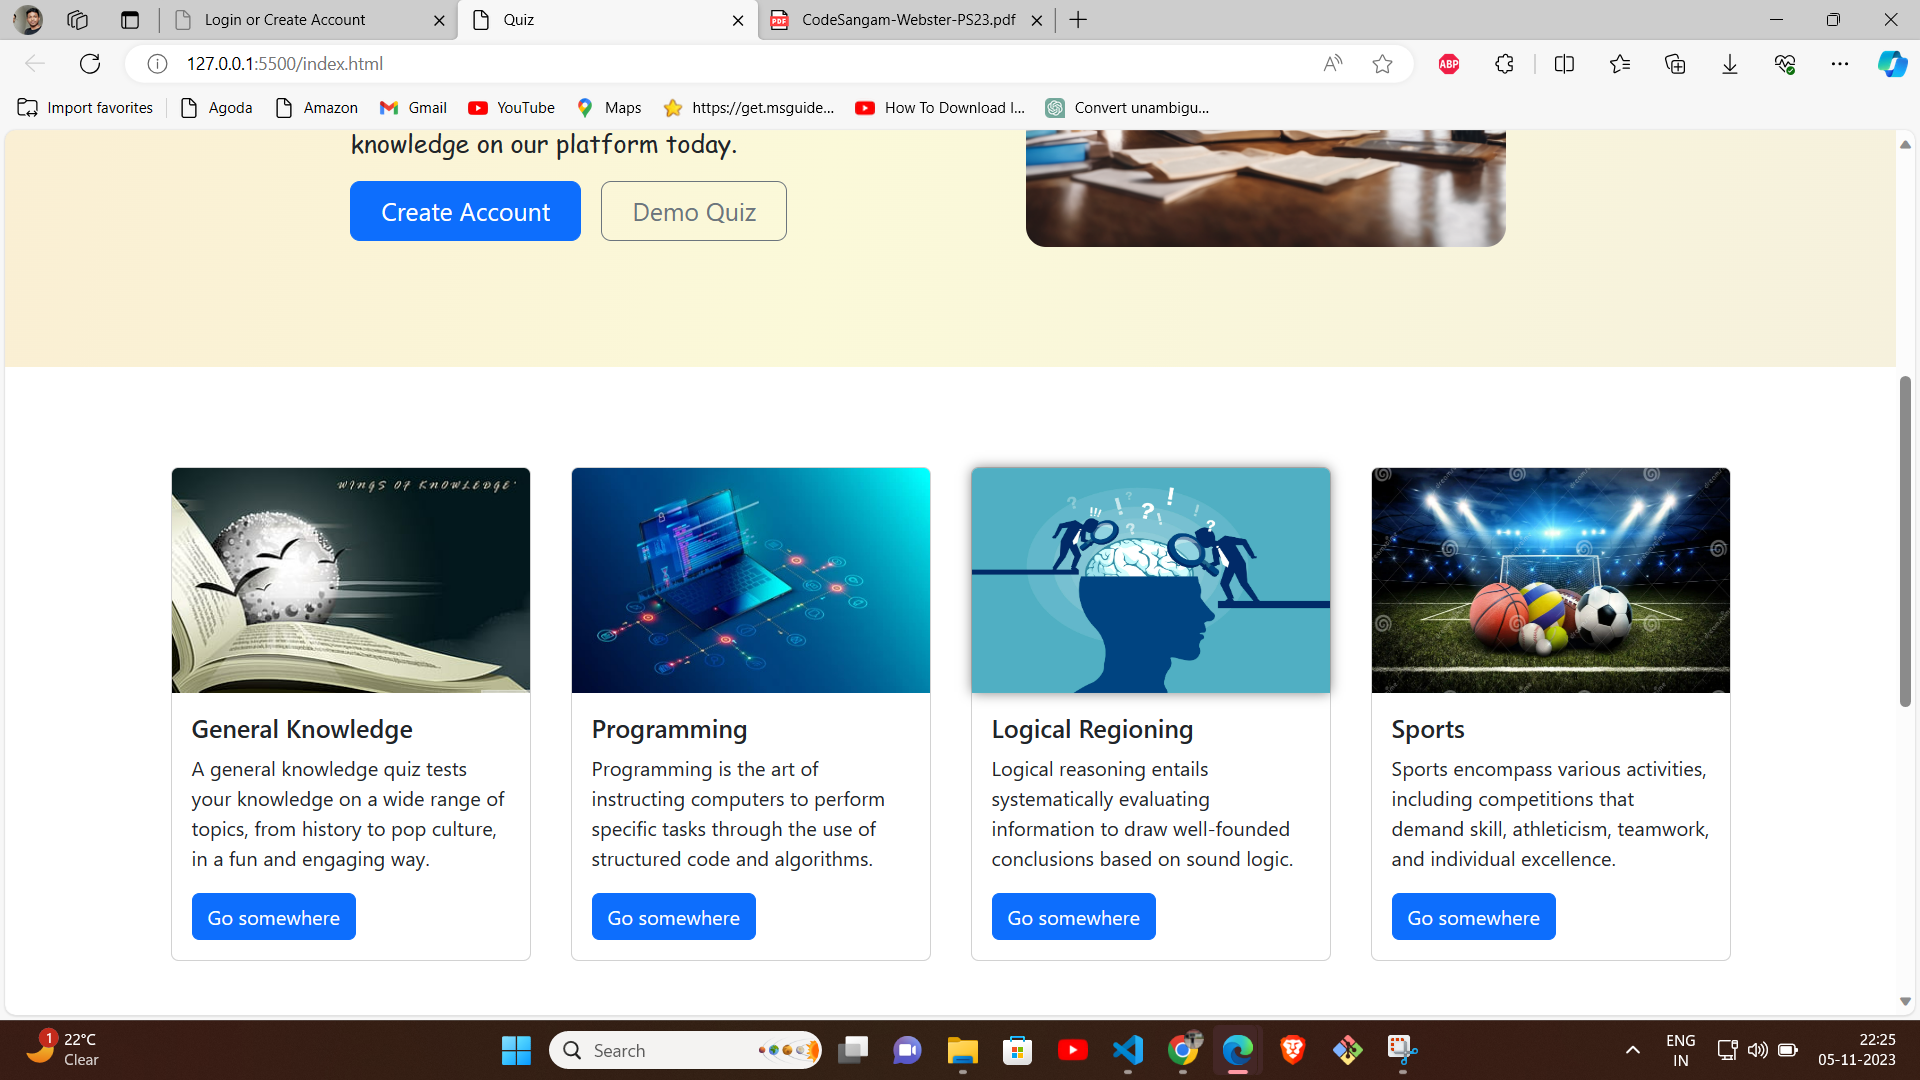 Login or Create Account
Quiz
CodeSangam-Webster-PS23.pdf
127.0.0.1:5500/index.html
ABP
Import favorites
Agoda
Amazon
Gmail
YouTube
Maps
https://get.msguide...
How To Download I...
Convert unambigu...
knowledge on our platform today.
Create Account
Demo Quiz
WINGS OF KNOWLEDGE
General Knowledge
A general knowledge quiz tests
your knowledge on a wide range of
topics, from history to pop culture,
in a fun and engaging way.
Go somewhere
Programming
Programming is the art of
instructing computers to perform
specific tasks through the use of
structured code and algorithms.
Go somewhere
Logical Regioning
Logical reasoning entails
systematically evaluating
information to draw well-founded
conclusions based on sound logic.
Go somewhere
Sports
Sports encompass various activities,
including competitions that
demand skill, athleticism, teamwork,
and individual excellence.
Go somewhere
1
22°C
Clear
Search
ENG
IN
22:25
05-11-2023